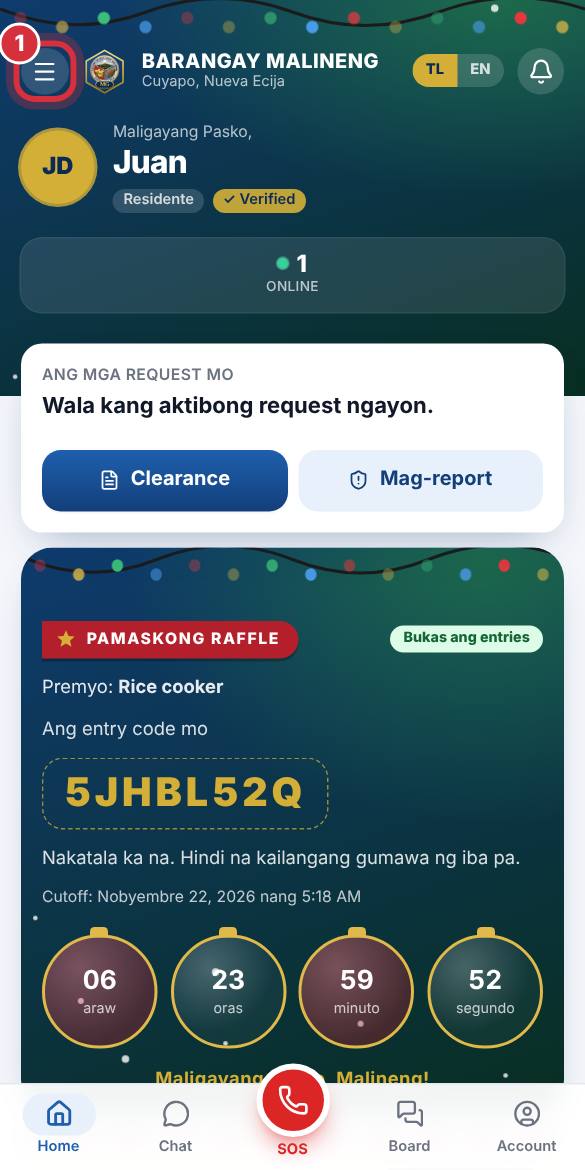 1
BARANGAY MALINENG
Cuyapo, Nueva Ecija
TL EN
JD
Maligayang Pasko,
Juan
Residente
✓ Verified
1
ONLINE
ANG MGA REQUEST MO
Wala kang aktibong request ngayon.
Clearance
Mag-report
PAMASKONG RAFFLE
Bukas ang entries
Premyo: Rice cooker
Ang entry code mo
5JHBL52Q
Nakatala ka na. Hindi na kailangang gumawa ng iba pa.
Cutoff: Nobyembre 22, 2026 nang 5:18 AM
06 23 59 52
araw oras minuto segundo
Maligayang Malineng!
Home Chat SOS Board Account